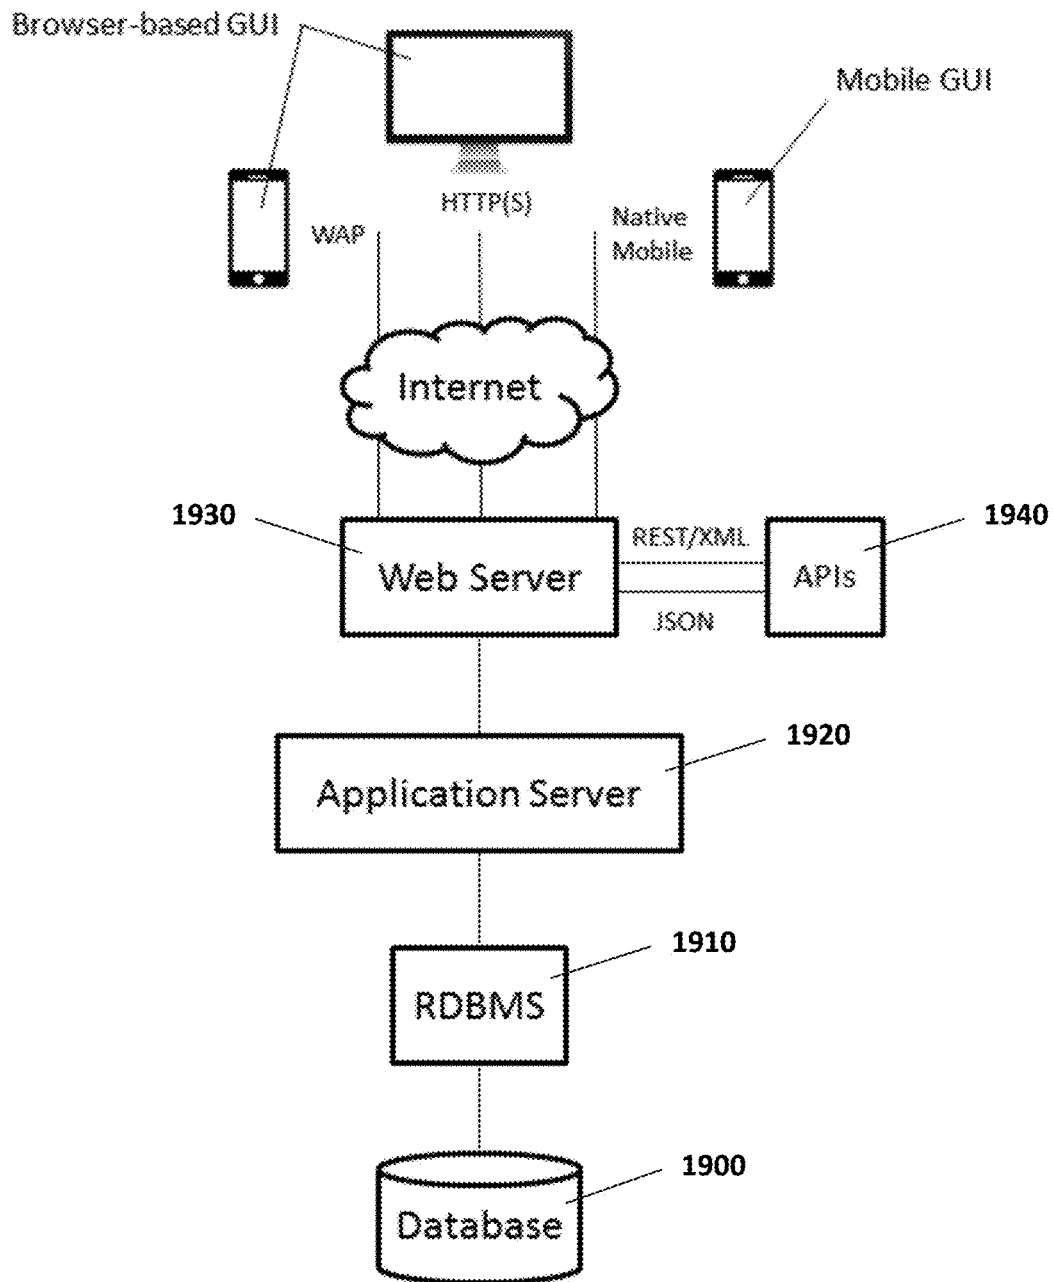 Browser-based GUI
Mobile GUI
HTTP(S)
WAP
Native
Mobile
Internet
1930
1940
REST/XML
Web Server
APIs
JSON
1920
Application Server
1910
RDBMS
1900
Database